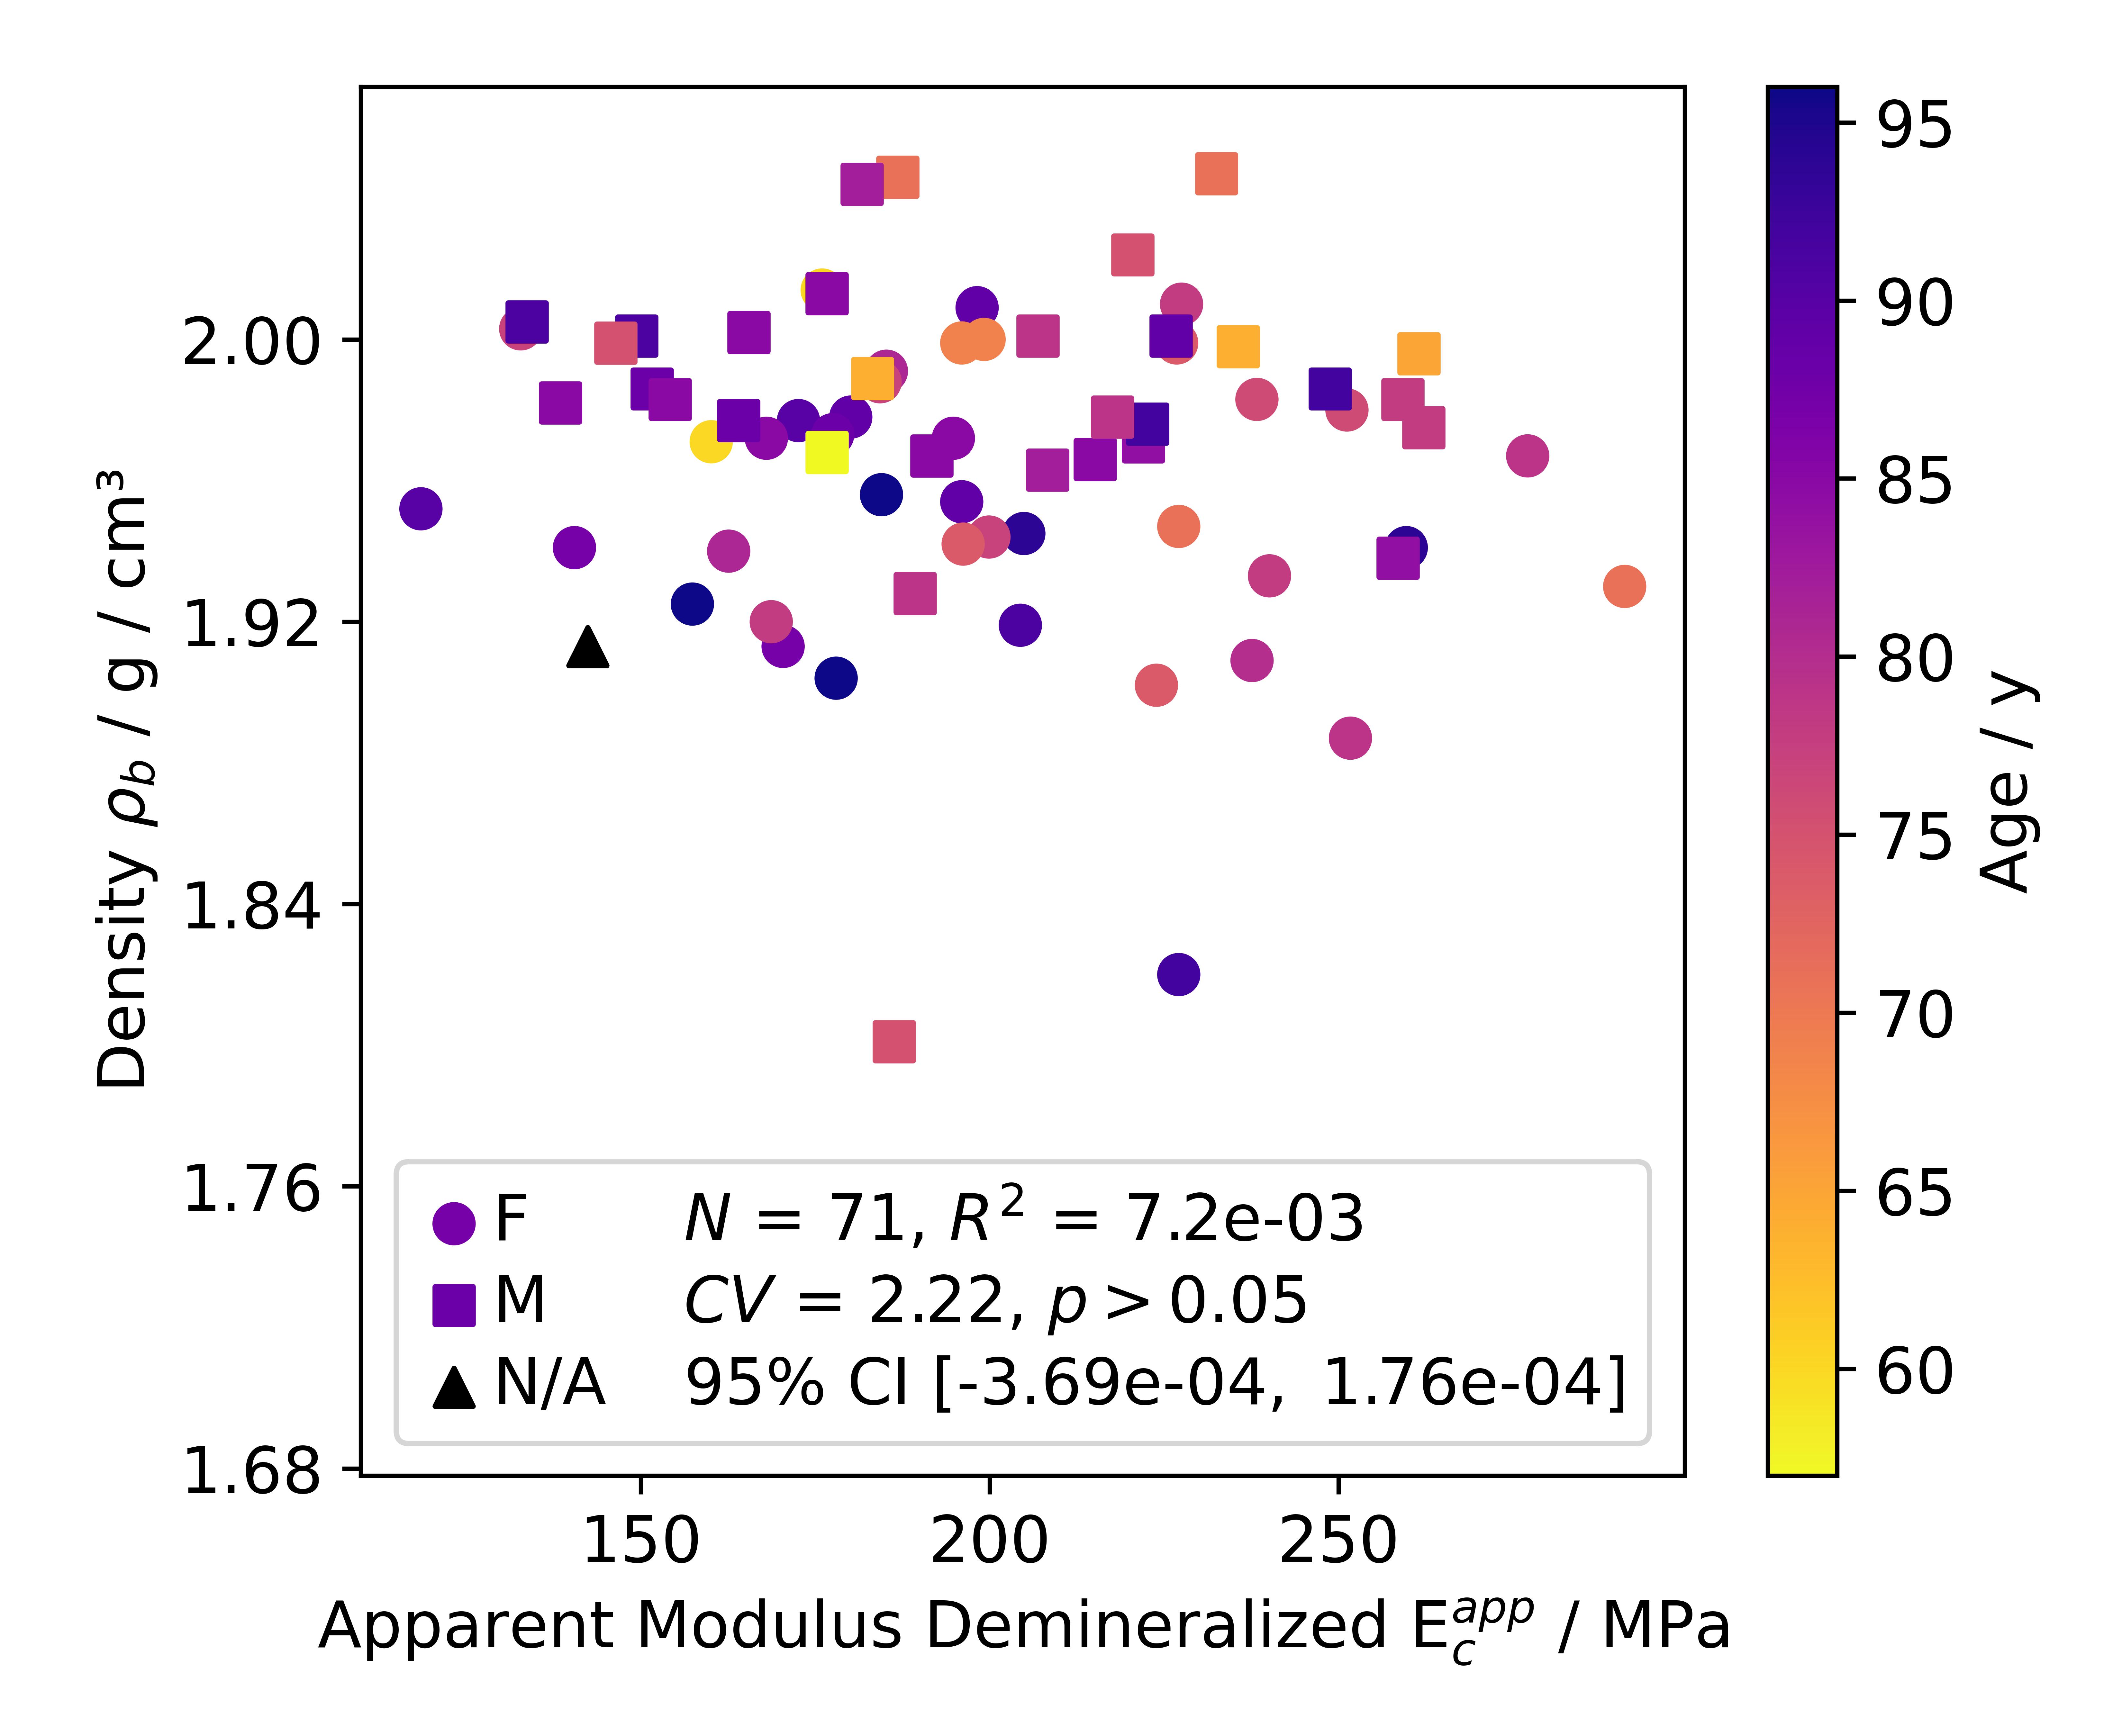 Density ρb / g / cm³
2.00
1.92
1.84
1.76
1.68
F
M
N/A
N = 71, R² = 7.2e-03
CV = 2.22, p > 0.05
95% CI [-3.69e-04, 1.76e-04]
150
200
250
Apparent Modulus Demineralized E_c^app / MPa
95
90
85
80
75
70
65
60
Age / y